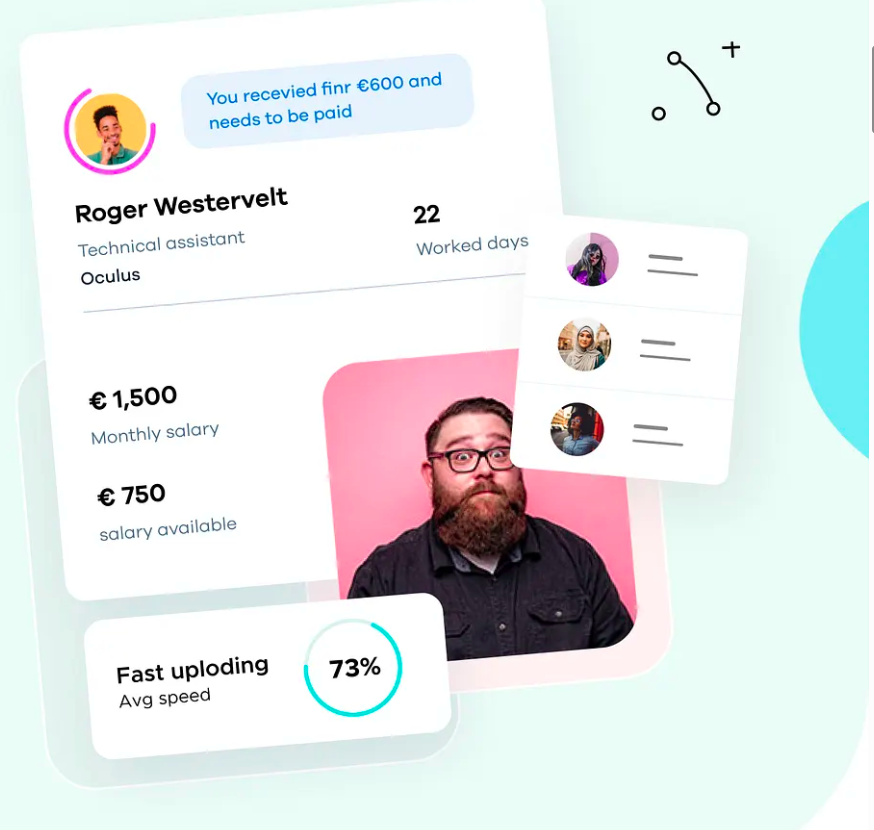 You recevied finr €600 and
needs to be paid
Roger Westervelt
Technical assistant
Oculus
22
Worked days
€ 1,500
Monthly salary
€ 750
salary available
Fast uploding
Avg speed
73%